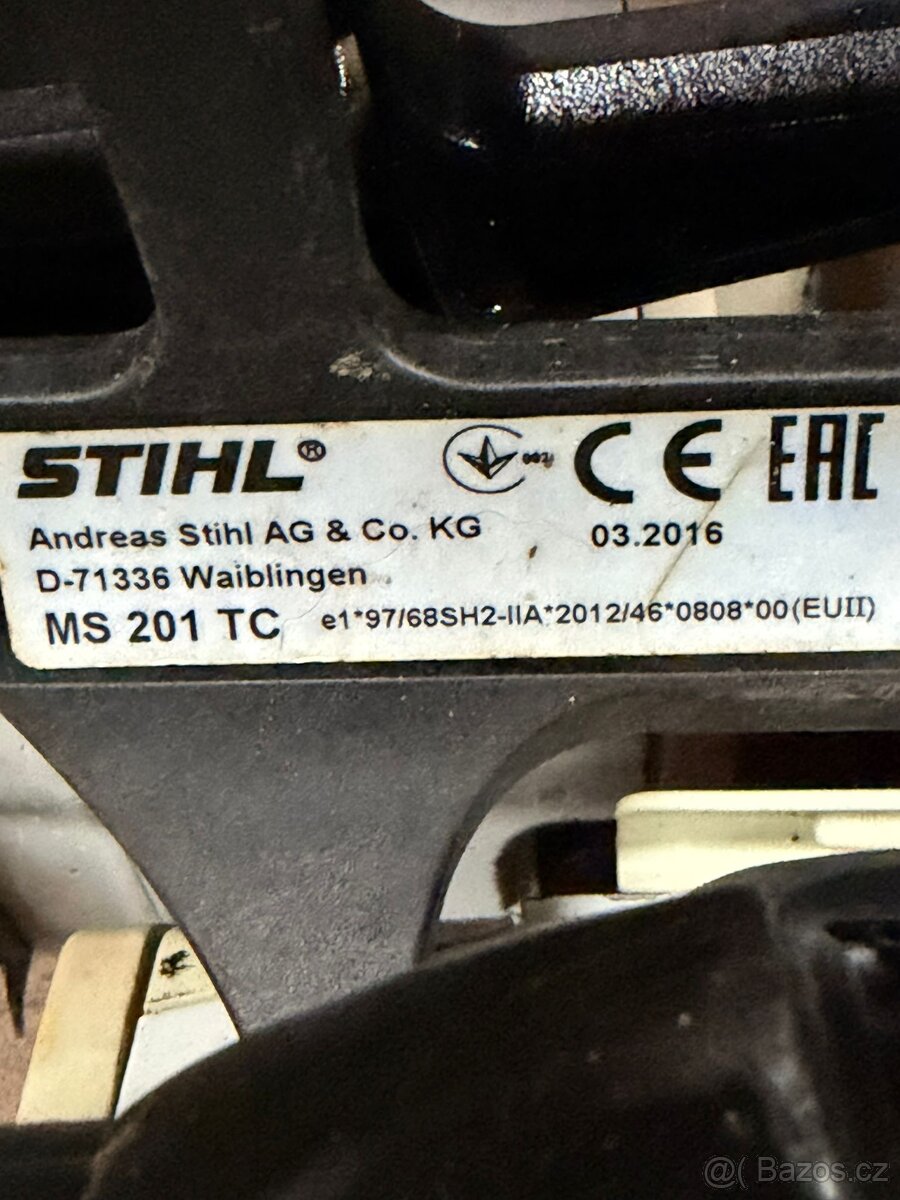 STIHL®
CE EAC
Andreas Stihl AG & Co. KG 03.2016
D-71336 Waiblingen
MS 201 TC e1*97/68SH2-IIA*2012/46*0808*00(EUII)
@( Bazos.cz